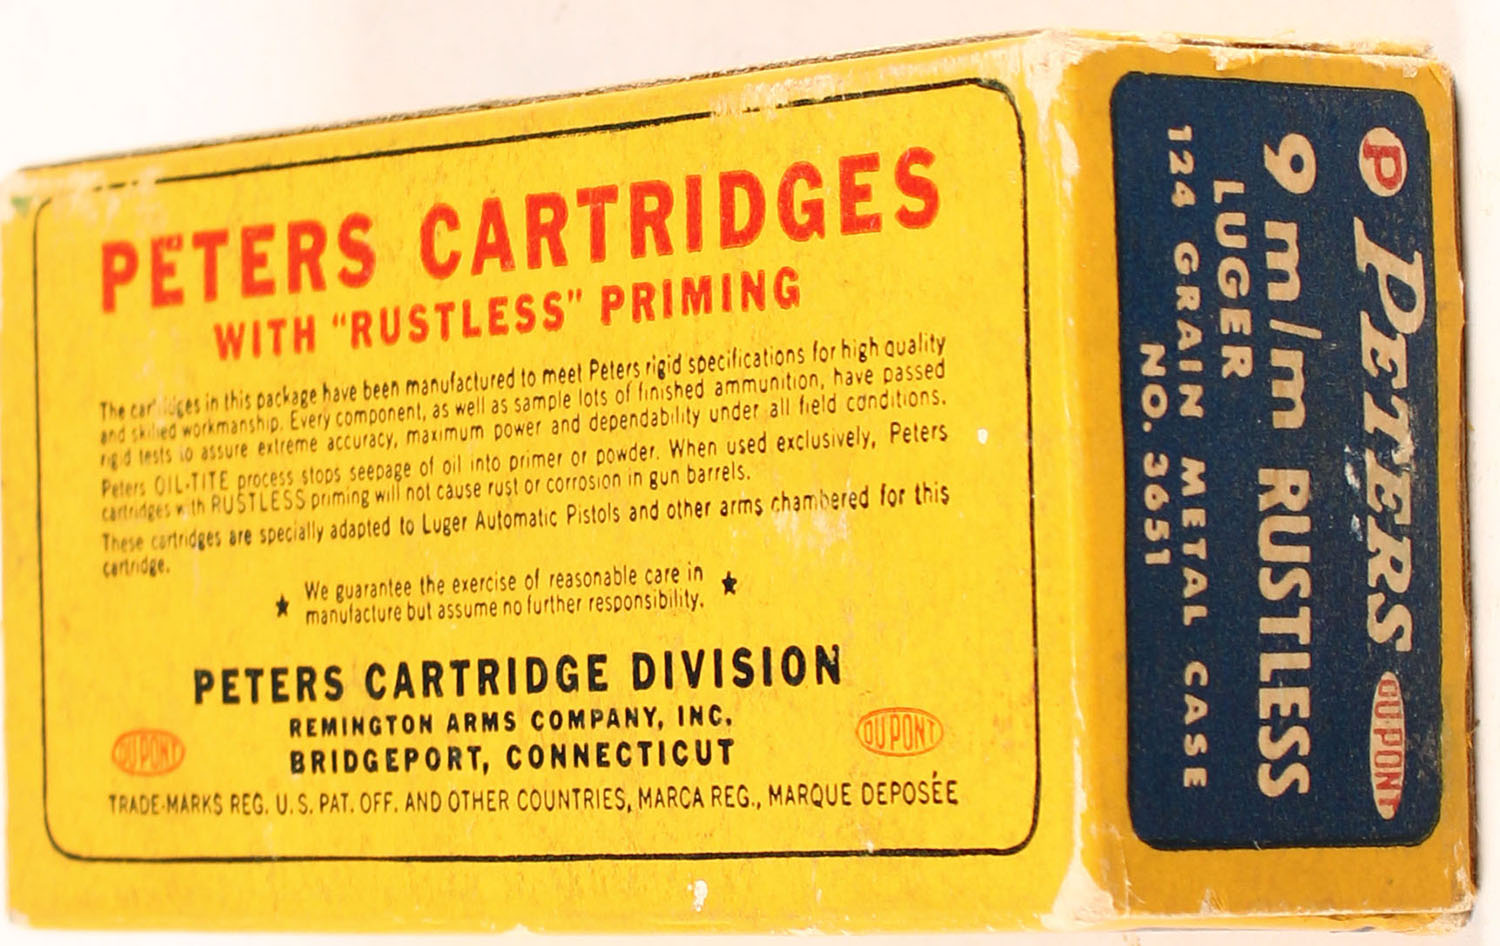 PETERS CARTRIDGES
WITH "RUSTLESS" PRIMING
The cartridges in this package have been manufactured to meet Peters rigid specifications for high quality
and skilled workmanship. Every component, as well as sample lots of finished ammunition, have passed
rigid tests to assure extreme accuracy, maximum power and dependability under all field conditions.
Peters OIL-TITE process stops seepage of oil into primer or powder. When used exclusively, Peters
cartridges with RUSTLESS priming will not cause rust or corrosion in gun barrels.
These cartridges are specially adapted to Luger Automatic Pistols and other arms chambered for this
cartridge.
★ We guarantee the exercise of reasonable care in ★
manufacture but assume no further responsibility.
PETERS CARTRIDGE DIVISION
REMINGTON ARMS COMPANY, INC.
BRIDGEPORT, CONNECTICUT
DU PONT
DU PONT
TRADE-MARKS REG. U.S. PAT. OFF. AND OTHER COUNTRIES, MARCA REG., MARQUE DEPOSÉE
P PETERS DU PONT
9 m/m RUSTLESS
LUGER
124 GRAIN METAL CASE
NO. 3651